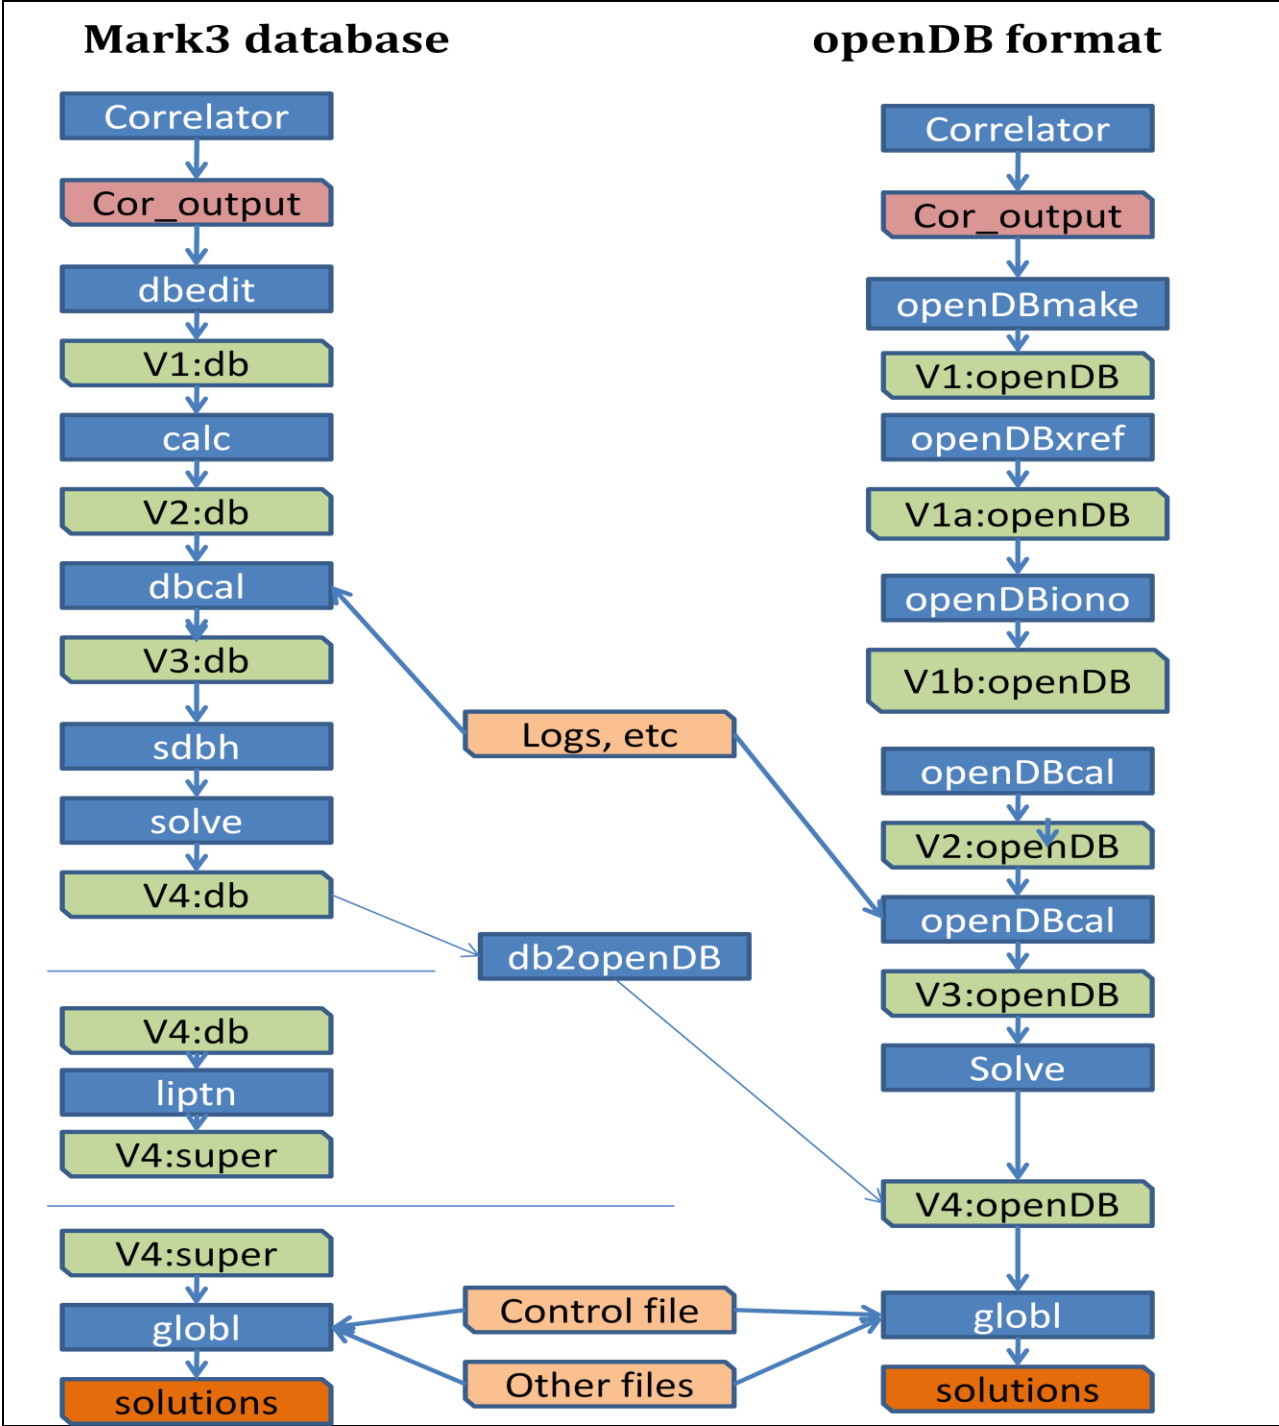 Mark3 database
openDB format
Correlator
Cor_output
dbedit
V1:db
calc
V2:db
dbcal
V3:db
sdbh
solve
V4:db
V4:db
liptn
V4:super
V4:super
globl
solutions
Logs, etc
db2openDB
Control file
Other files
Correlator
Cor_output
openDBmake
V1:openDB
openDBxref
V1a:openDB
openDBiono
V1b:openDB
openDBcal
V2:openDB
openDBcal
V3:openDB
Solve
V4:openDB
globl
solutions